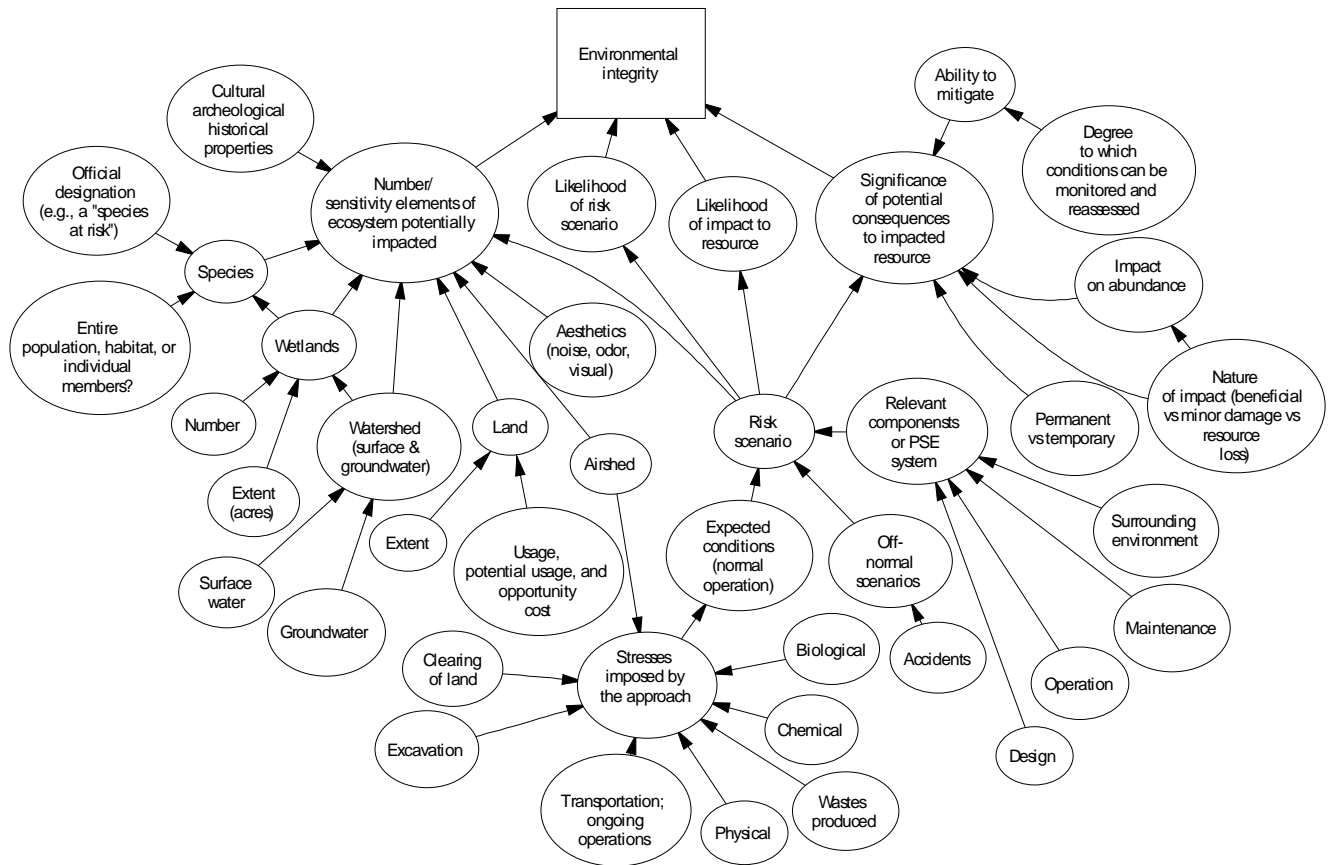 Environmental
integrity
Ability to
mitigate
Cultural
archeological
historical
properties
Degree
to which
conditions can be
monitored and
reassessed
Official
designation
(e.g., a "species
at risk")
Number/
sensitivity elements of
ecosystem potentially
impacted
Likelihood
of risk
scenario
Likelihood
of impact to
resource
Significance
of potential
consequences
to impacted
resource
Species
Impact
on abundance
Entire
population, habitat, or
individual
members?
Wetlands
Aesthetics
(noise, odor,
visual)
Nature
of impact (beneficial
vs minor damage vs
resource
loss)
Number
Watershed
(surface &
groundwater)
Land
Airshed
Risk
scenario
Relevant
componensts
or PSE
system
Permanent
vs temporary
Extent
(acres)
Extent
Usage,
potential usage, and
opportunity
cost
Expected
conditions
(normal
operation)
Off-
normal
scenarios
Surrounding
environment
Surface
water
Groundwater
Maintenance
Clearing
of land
Stresses
imposed by
the approach
Biological
Accidents
Operation
Excavation
Chemical
Design
Transportation;
ongoing
operations
Physical
Wastes
produced